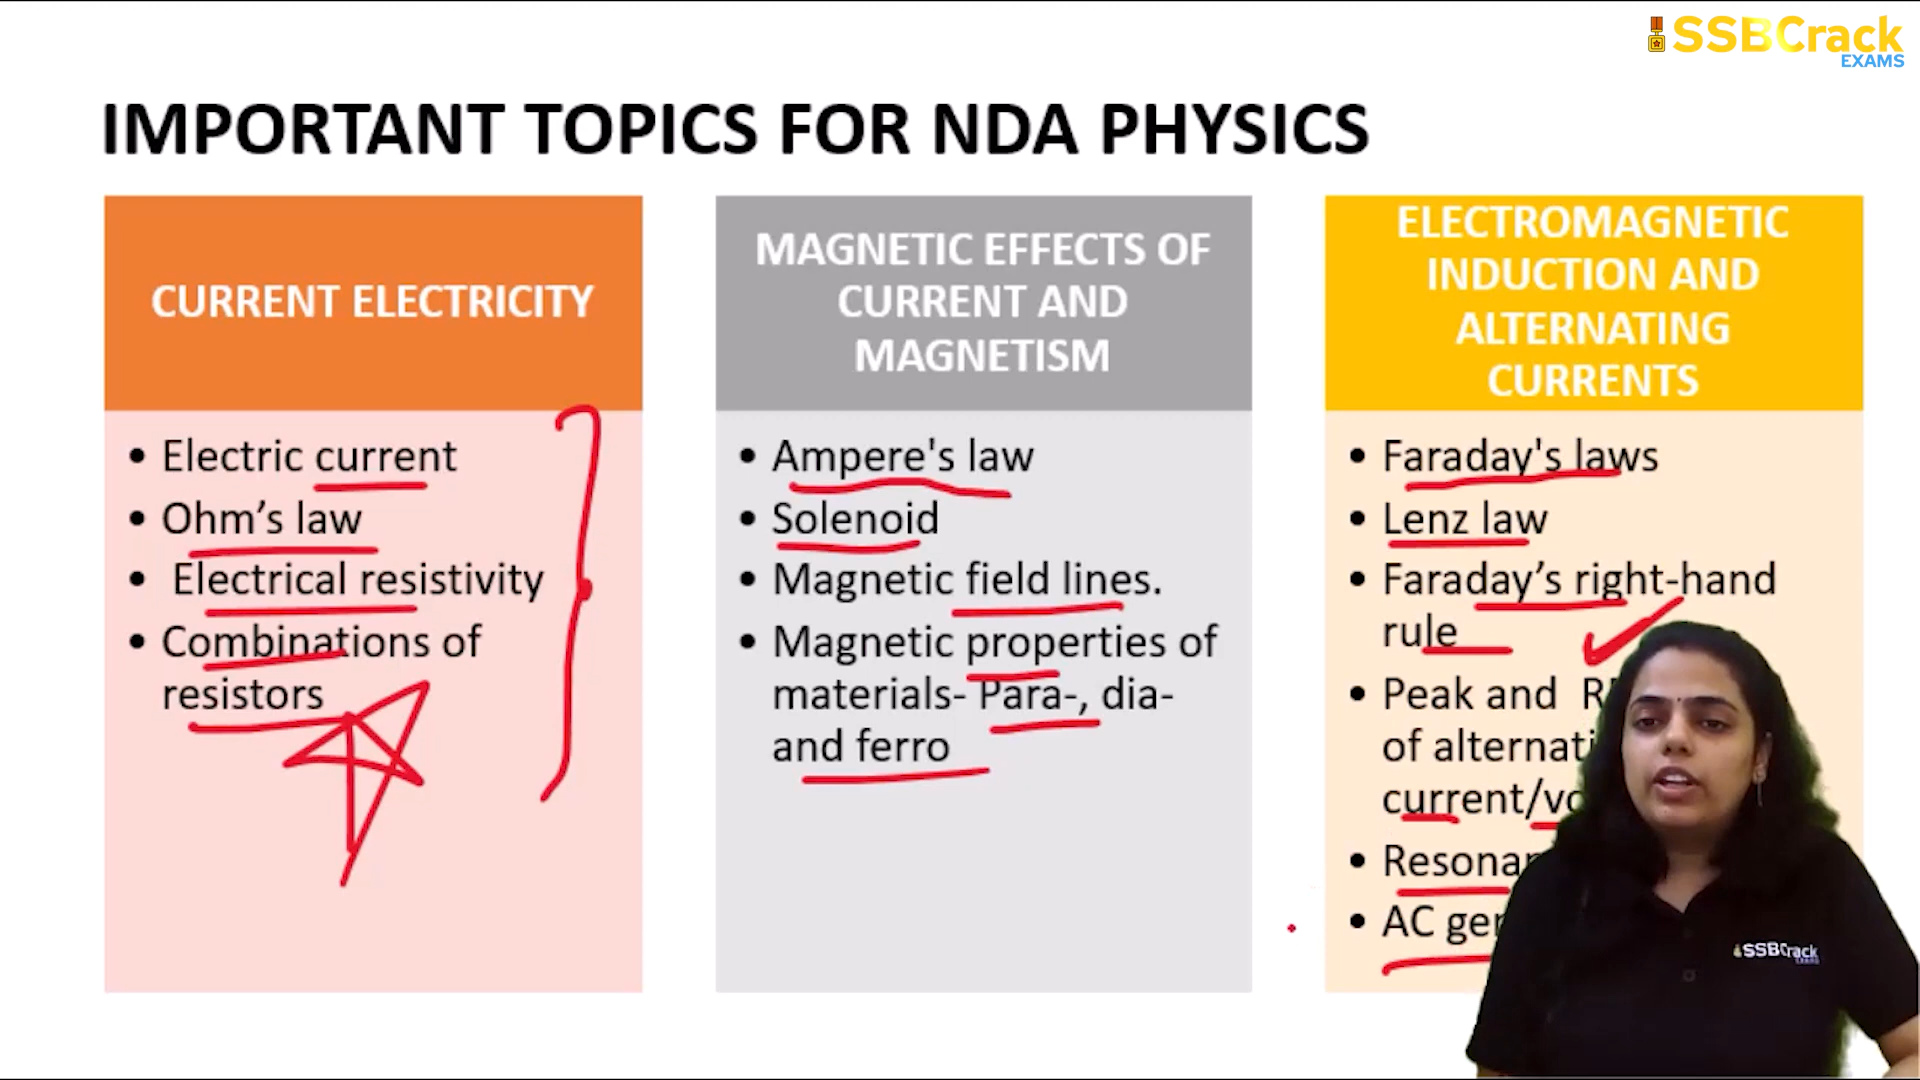 SSBCrack
EXAMS
IMPORTANT TOPICS FOR NDA PHYSICS
CURRENT ELECTRICITY
• Electric current
• Ohm’s law
• Electrical resistivity
• Combinations of
resistors
MAGNETIC EFFECTS OF
CURRENT AND
MAGNETISM
• Ampere's law
• Solenoid
• Magnetic field lines.
• Magnetic properties of
materials- Para-, dia-
and ferro
ELECTROMAGNETIC
INDUCTION AND
ALTERNATING
CURRENTS
• Faraday's laws
• Lenz law
• Faraday’s right-hand
rule
• Peak and
of
current/
• AC
SSBCrack
EXAMS